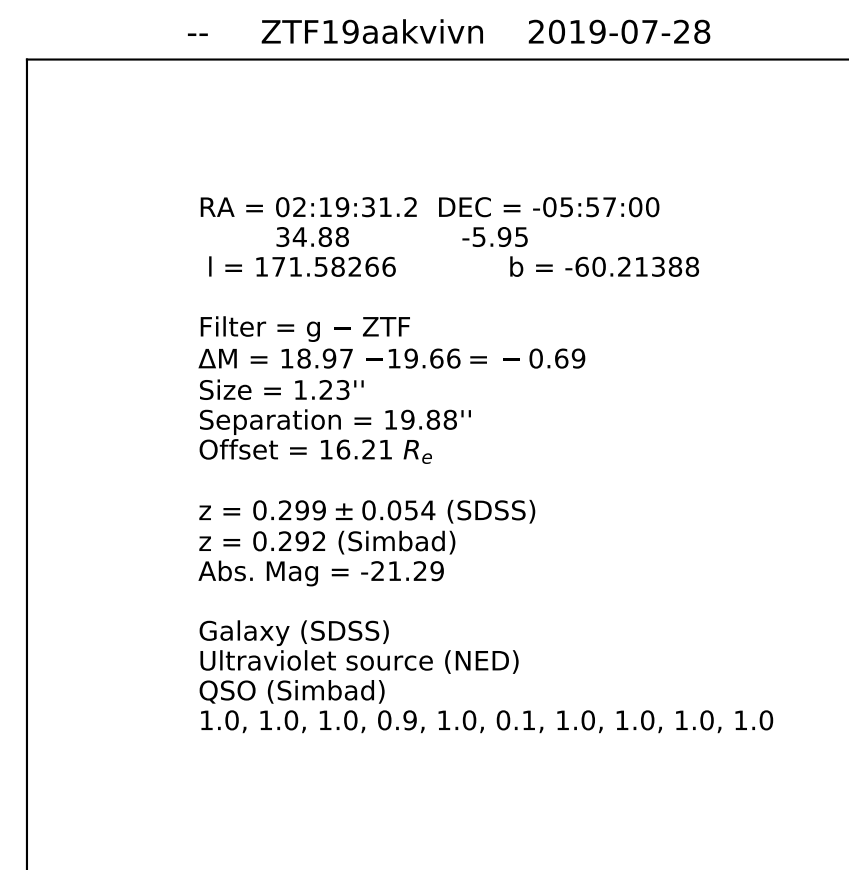 -- ZTF19aakvivn 2019-07-28
RA = 02:19:31.2 DEC = -05:57:00
34.88 -5.95
l = 171.58266 b = -60.21388
Filter = g − ZTF
ΔM = 18.97 −19.66 = − 0.69
Size = 1.23''
Separation = 19.88''
Offset = 16.21 Rₑ
z = 0.299 ± 0.054 (SDSS)
z = 0.292 (Simbad)
Abs. Mag = -21.29
Galaxy (SDSS)
Ultraviolet source (NED)
QSO (Simbad)
1.0, 1.0, 1.0, 0.9, 1.0, 0.1, 1.0, 1.0, 1.0, 1.0